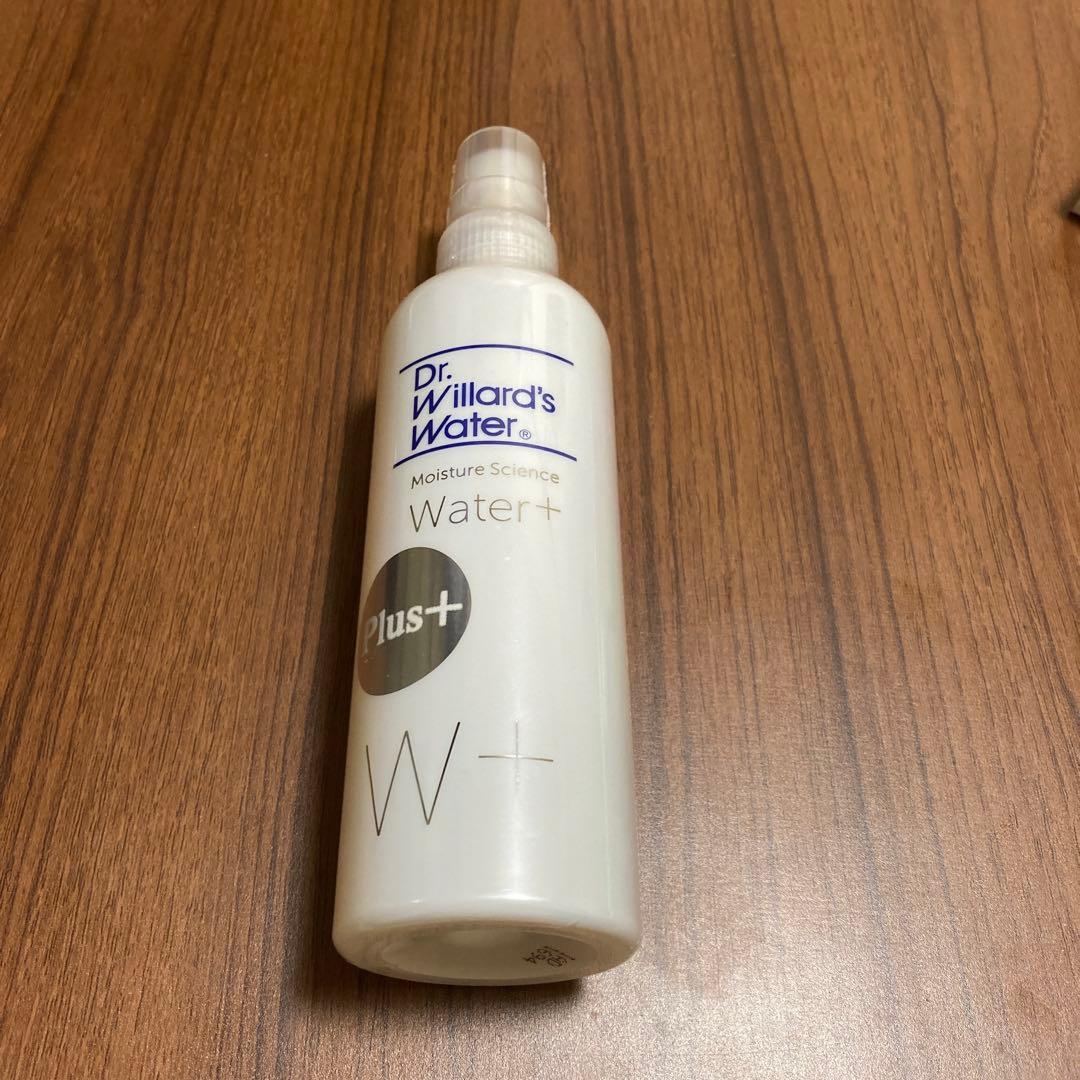 Dr.
Willard's
Water®
Moisture Science
Water+
Plus+
W+